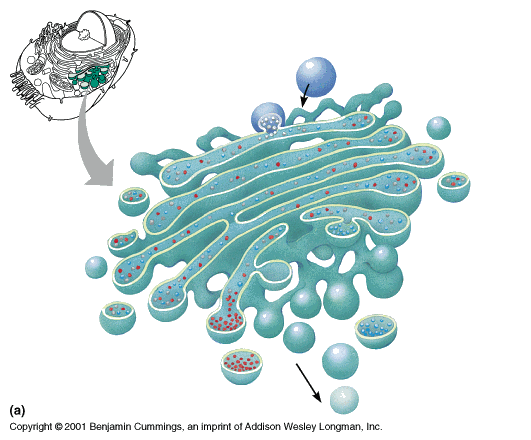 (a)
Copyright © 2001 Benjamin Cummings, an imprint of Addison Wesley Longman, Inc.